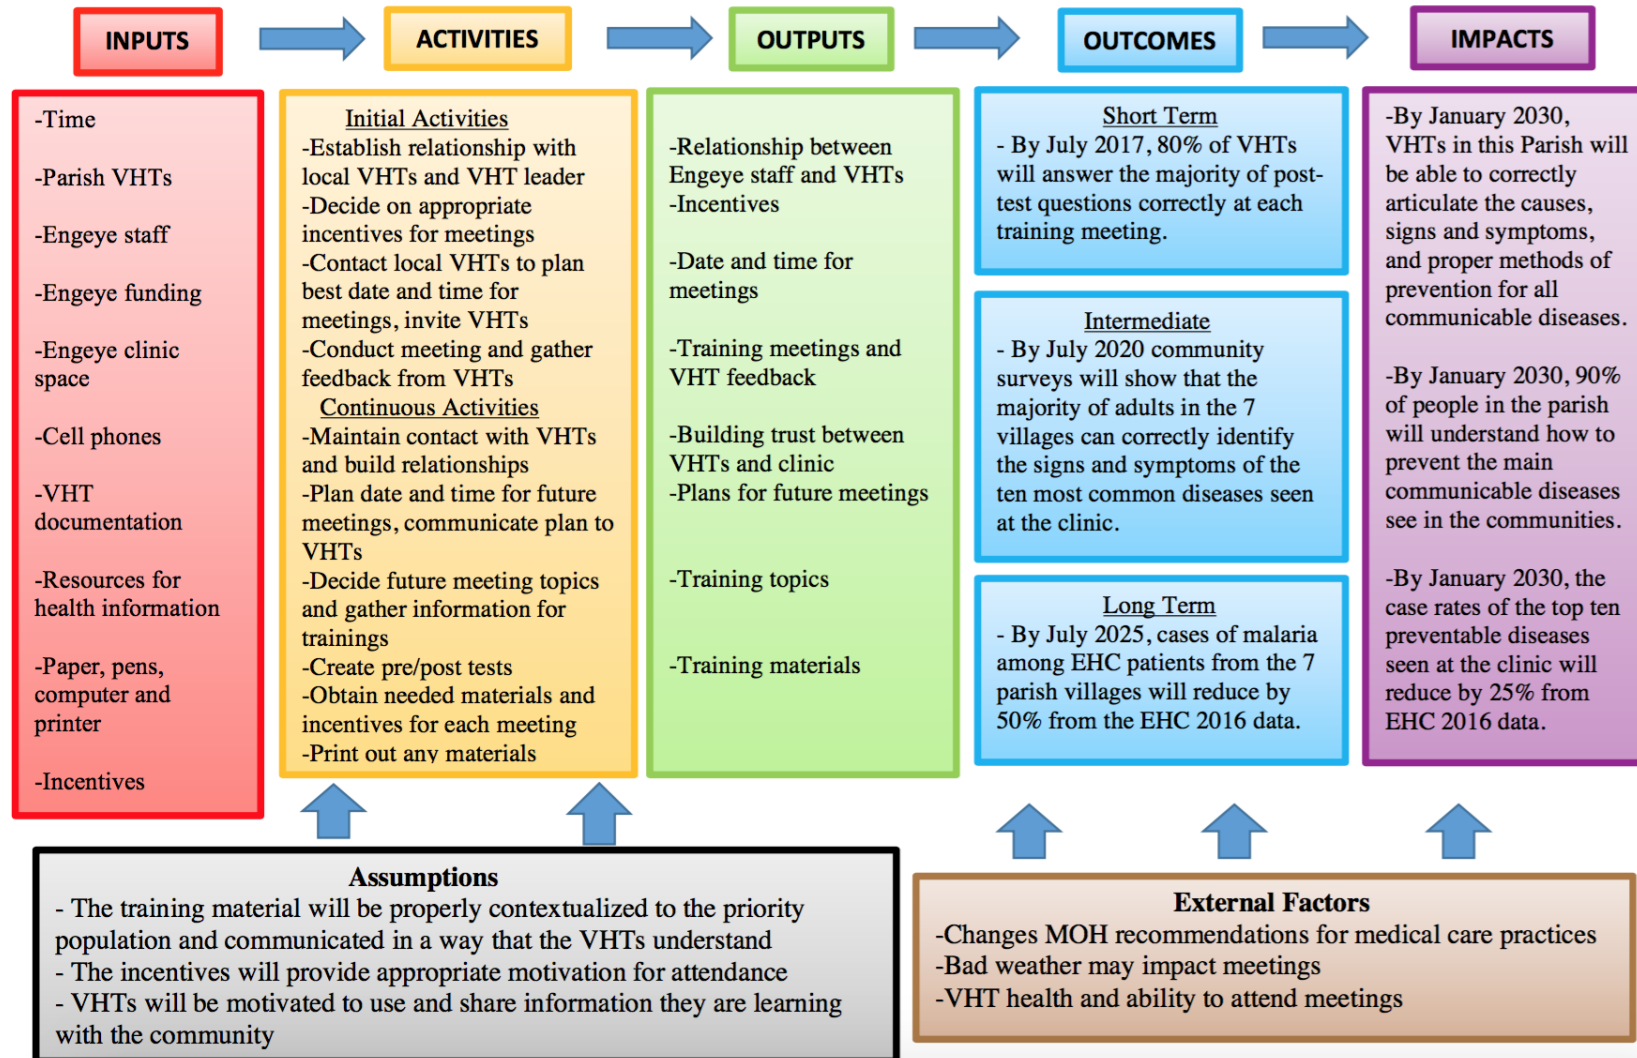 INPUTS
ACTIVITIES
OUTPUTS
OUTCOMES
IMPACTS
-Time
-Parish VHTs
-Engeye staff
-Engeye funding
-Engeye clinic
space
-Cell phones
-VHT
documentation
-Resources for
health information
-Paper, pens,
computer and
printer
-Incentives
Initial Activities
-Establish relationship with
local VHTs and VHT leader
-Decide on appropriate
incentives for meetings
-Contact local VHTs to plan
best date and time for
meetings, invite VHTs
-Conduct meeting and gather
feedback from VHTs
Continuous Activities
-Maintain contact with VHTs
and build relationships
-Plan date and time for future
meetings, communicate plan to
VHTs
-Decide future meeting topics
and gather information for
trainings
-Create pre/post tests
-Obtain needed materials and
incentives for each meeting
-Print out any materials
-Relationship between
Engeye staff and VHTs
-Incentives
-Date and time for
meetings
-Training meetings and
VHT feedback
-Building trust between
VHTs and clinic
-Plans for future meetings
-Training topics
-Training materials
Short Term
- By July 2017, 80% of VHTs
will answer the majority of post-
test questions correctly at each
training meeting.
Intermediate
- By July 2020 community
surveys will show that the
majority of adults in the 7
villages can correctly identify
the signs and symptoms of the
ten most common diseases seen
at the clinic.
Long Term
- By July 2025, cases of malaria
among EHC patients from the 7
parish villages will reduce by
50% from the EHC 2016 data.
-By January 2030,
VHTs in this Parish will
be able to correctly
articulate the causes,
signs and symptoms,
and proper methods of
prevention for all
communicable diseases.
-By January 2030, 90%
of people in the parish
will understand how to
prevent the main
communicable diseases
see in the communities.
-By January 2030, the
case rates of the top ten
preventable diseases
seen at the clinic will
reduce by 25% from
EHC 2016 data.
Assumptions
- The training material will be properly contextualized to the priority
population and communicated in a way that the VHTs understand
- The incentives will provide appropriate motivation for attendance
- VHTs will be motivated to use and share information they are learning
with the community
External Factors
-Changes MOH recommendations for medical care practices
-Bad weather may impact meetings
-VHT health and ability to attend meetings